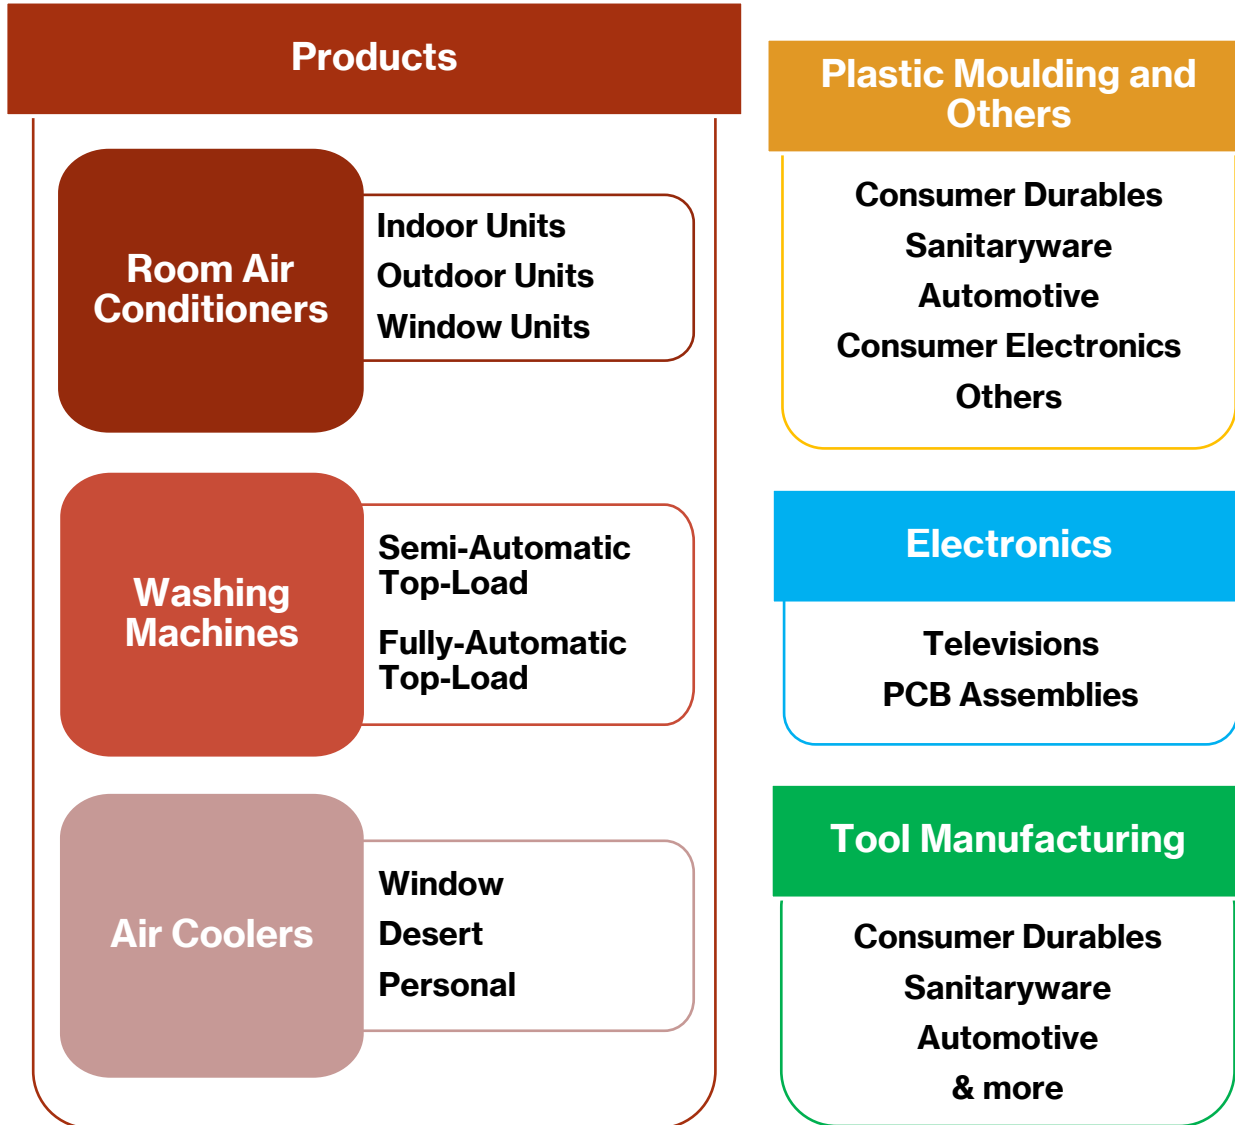 Products
Room Air
Conditioners
Indoor Units
Outdoor Units
Window Units
Washing
Machines
Semi-Automatic
Top-Load
Fully-Automatic
Top-Load
Air Coolers
Window
Desert
Personal
Plastic Moulding and
Others
Consumer Durables
Sanitaryware
Automotive
Consumer Electronics
Others
Electronics
Televisions
PCB Assemblies
Tool Manufacturing
Consumer Durables
Sanitaryware
Automotive
& more